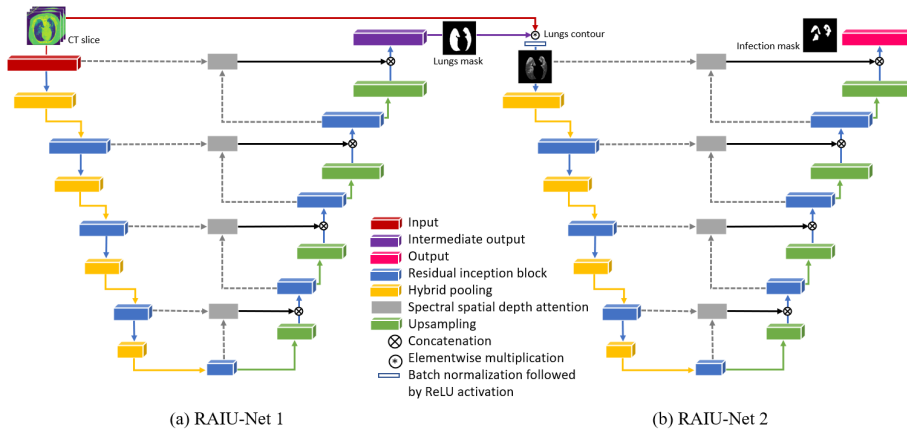 CT slice
Lungs mask
Lungs contour
Infection mask
Input
Intermediate output
Output
Residual inception block
Hybrid pooling
Spectral spatial depth attention
Upsampling
Concatenation
Elementwise multiplication
Batch normalization followed
by ReLU activation
(a) RAIU-Net 1
(b) RAIU-Net 2